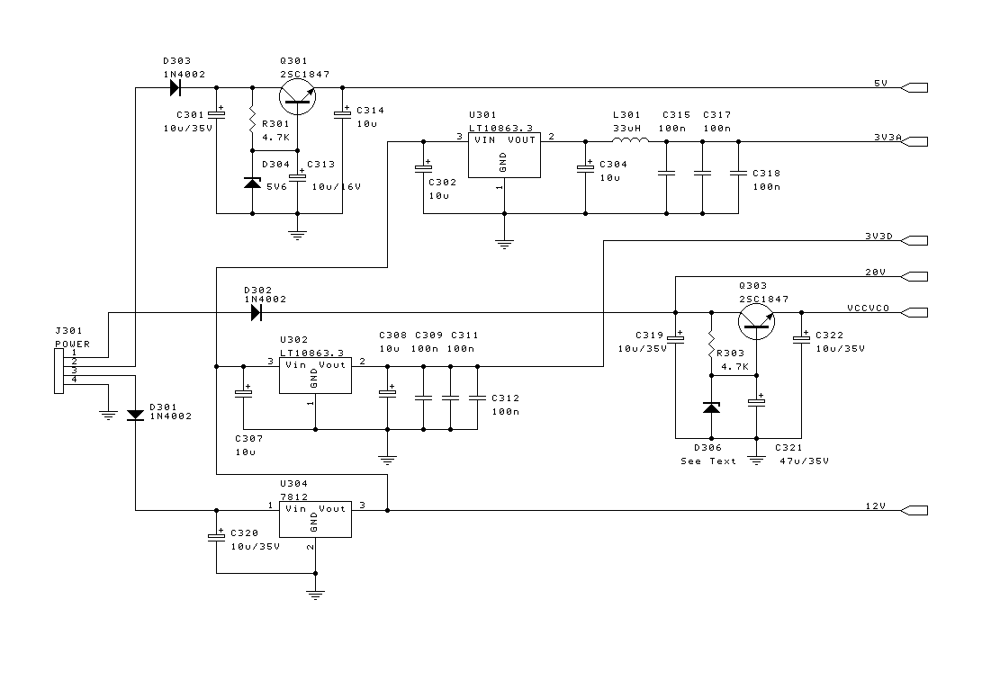 D303
1N4002
Q301
2SC1847
5V
C301
10u/35V
+
R301
4.7K
+
C314
10u
D304
5V6
C313
+
10u/16V
U301
LT10863.3
3
VIN VOUT
2
GND
1
L301
33uH
C315
100n
C317
100n
3V3A
+
C302
10u
+
C304
10u
C318
100n
3V3D
20V
D302
1N4002
Q303
2SC1847
VCCVCO
J301
POWER
1
2
3
4
U302
LT10863.3
3
Vin Vout
2
GND
1
C308 C309 C311
10u 100n 100n
+
C307
10u
+
C312
100n
C319
10u/35V
+
R303
4.7K
+
C322
10u/35V
+
D306
See Text
C321
47u/35V
D301
1N4002
U304
7812
1
Vin Vout
3
GND
2
12V
+
C320
10u/35V